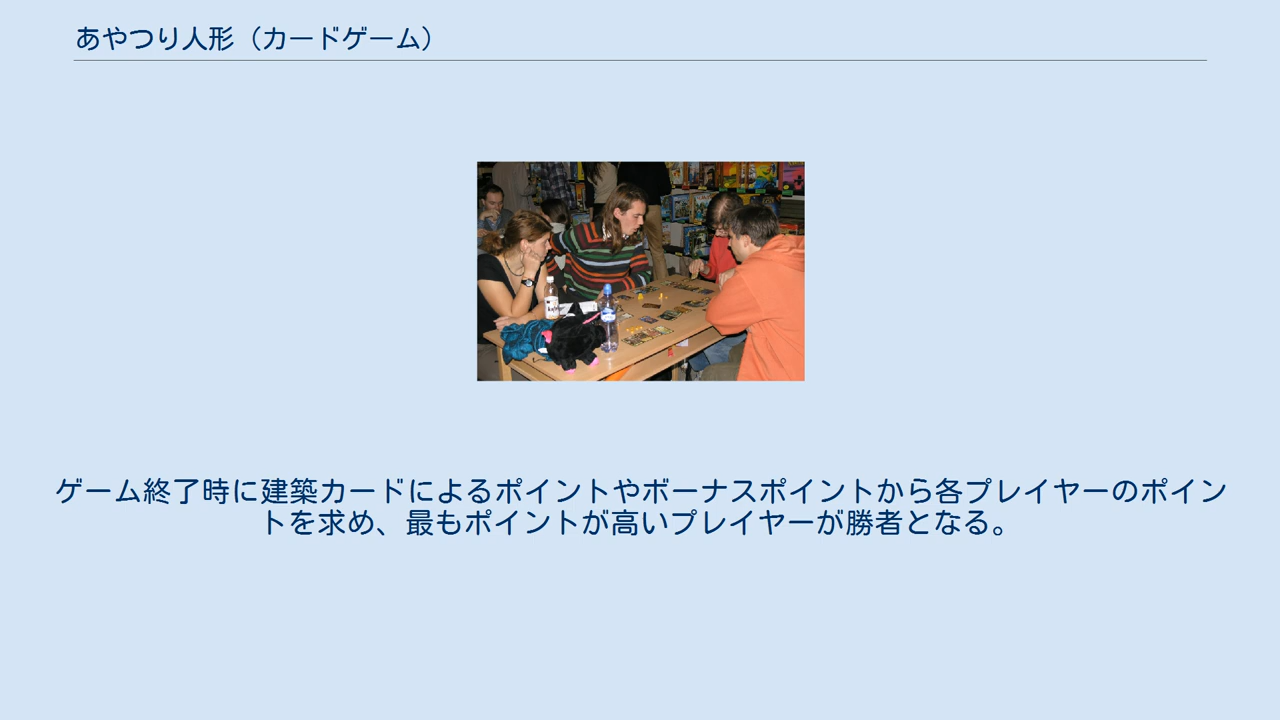 あやつり人形（カードゲーム）
ゲーム終了時に建築カードによるポイントやボーナスポイントから各プレイヤーのポイン
トを求め、最もポイントが高いプレイヤーが勝者となる。